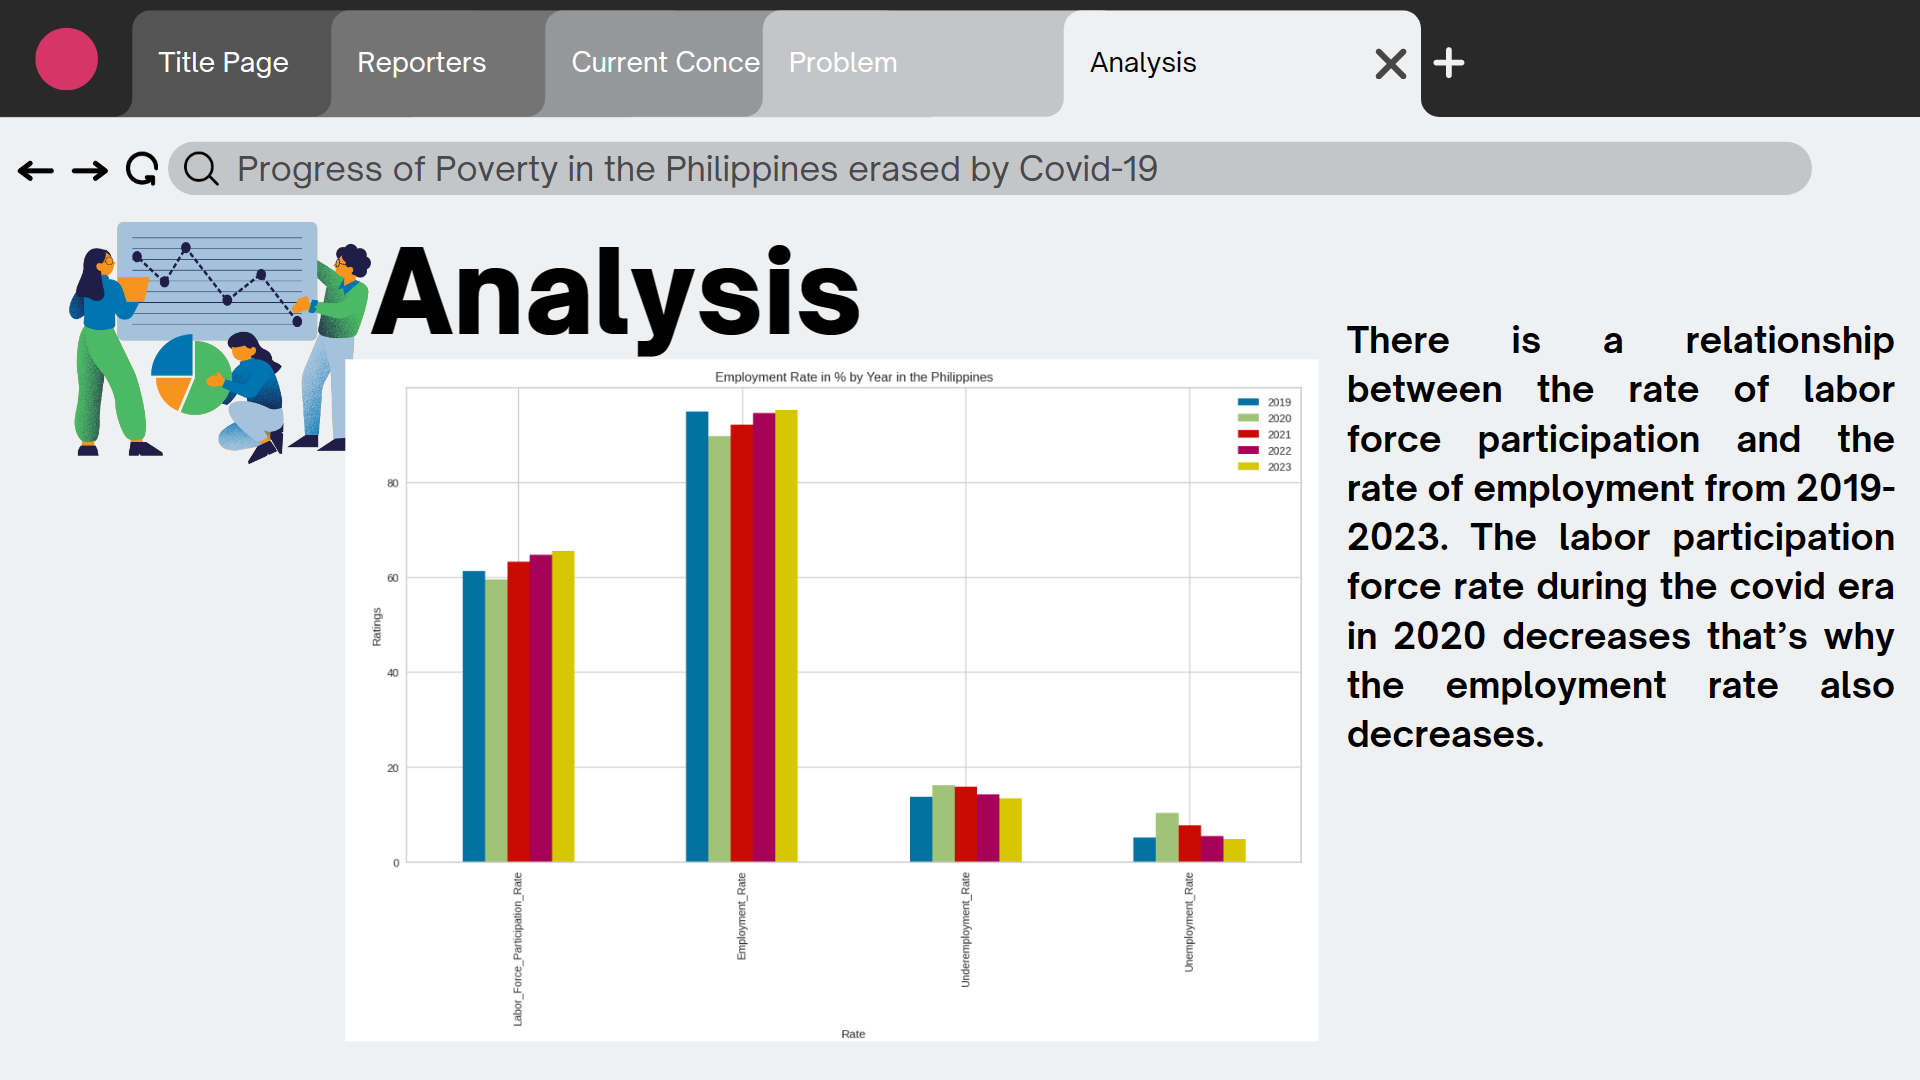 Title Page
Reporters
Current Conce
Problem
Analysis
Progress of Poverty in the Philippines erased by Covid-19
Analysis
Employment Rate in % by Year in the Philippines
2019
2020
2021
2022
2023
80
60
40
20
0
Ratings
Labor_Force_Participation_Rate
Employment_Rate
Underemployment_Rate
Unemployment_Rate
Rate
There is a relationship
between the rate of labor
force participation and the
rate of employment from 2019-
2023. The labor participation
force rate during the covid era
in 2020 decreases that’s why
the employment rate also
decreases.